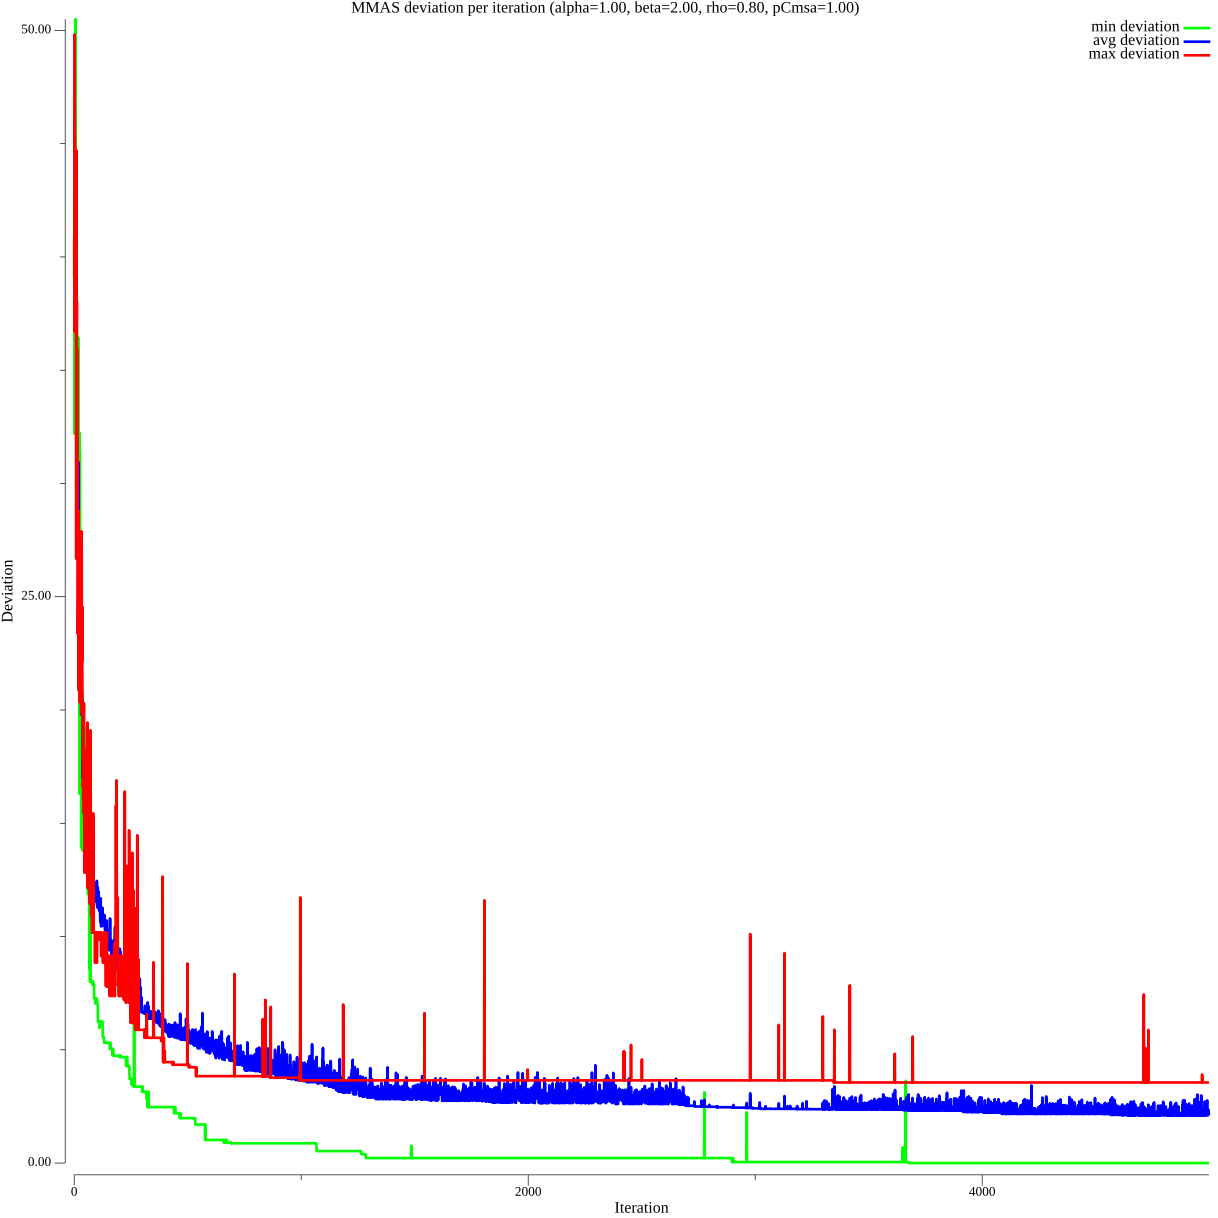 MMAS deviation per iteration (alpha=1.00, beta=2.00, rho=0.80, pCmsa=1.00)
min deviation
avg deviation
max deviation
50.00
25.00
0.00
Deviation
0
2000
4000
Iteration